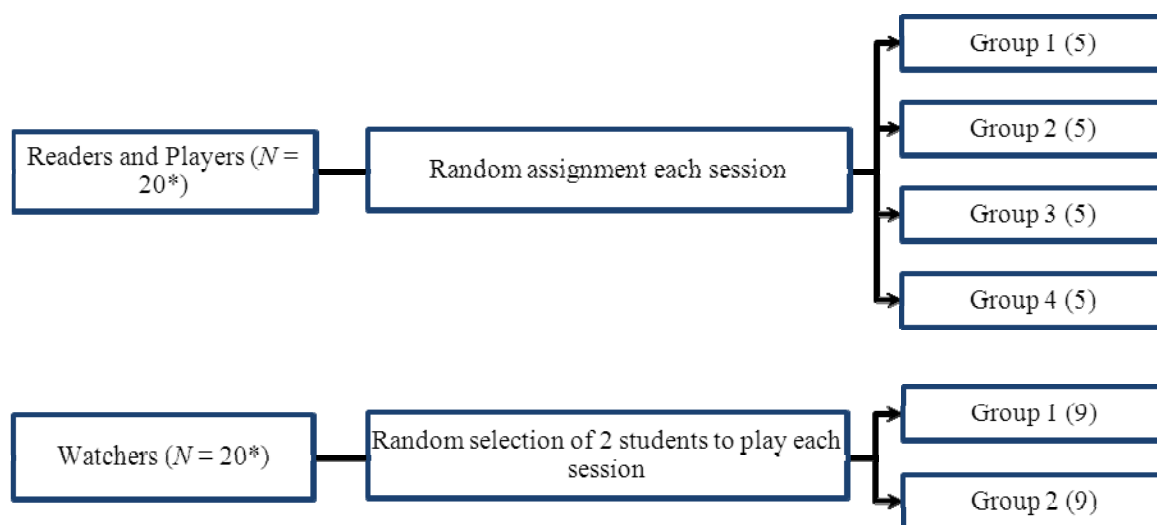 Group 1 (5)
Group 2 (5)
Readers and Players (N =
20*)
Random assignment each session
Group 3 (5)
Group 4 (5)
Group 1 (9)
Watchers (N = 20*)
Random selection of 2 students to play each
session
Group 2 (9)